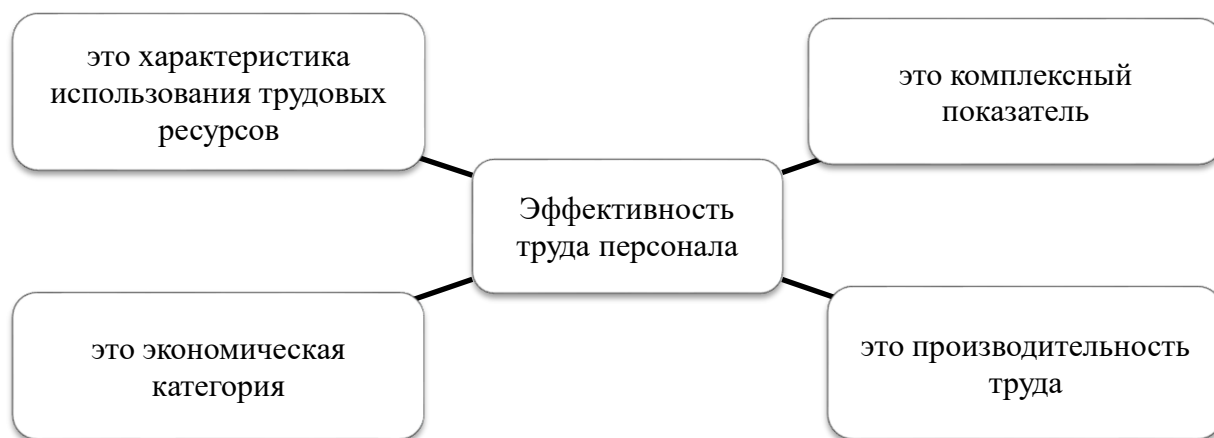 это характеристика
использования трудовых
ресурсов
это комплексный
показатель
Эффективность
труда персонала
это экономическая
категория
это производительность
труда